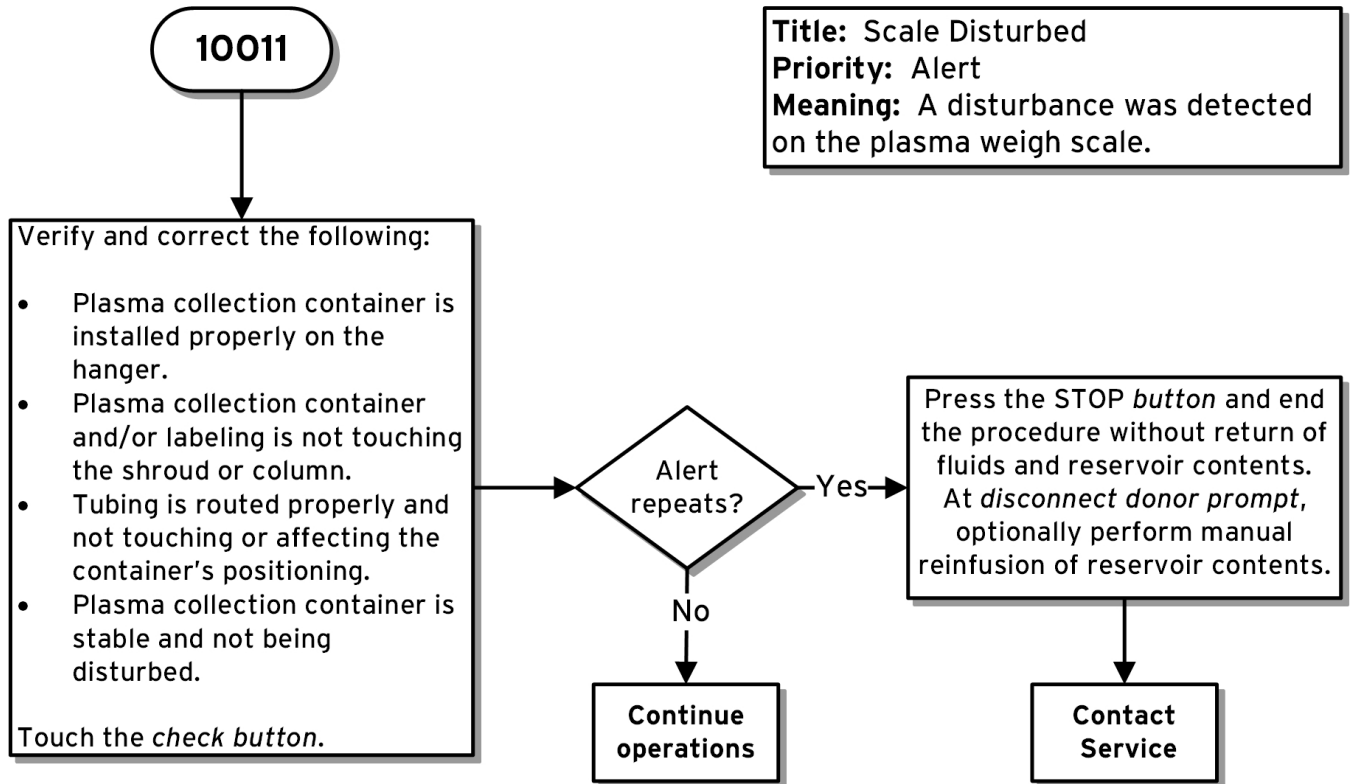 10011
Title: Scale Disturbed
Priority: Alert
Meaning: A disturbance was detected
on the plasma weigh scale.
Verify and correct the following:
• Plasma collection container is
installed properly on the
hanger.
• Plasma collection container
and/or labeling is not touching
the shroud or column.
• Tubing is routed properly and
not touching or affecting the
container's positioning.
• Plasma collection container is
stable and not being
disturbed.
Touch the check button.
Alert
repeats?
Yes
Press the STOP button and end
the procedure without return of
fluids and reservoir contents.
At disconnect donor prompt,
optionally perform manual
reinfusion of reservoir contents.
No
Continue
operations
Contact
Service